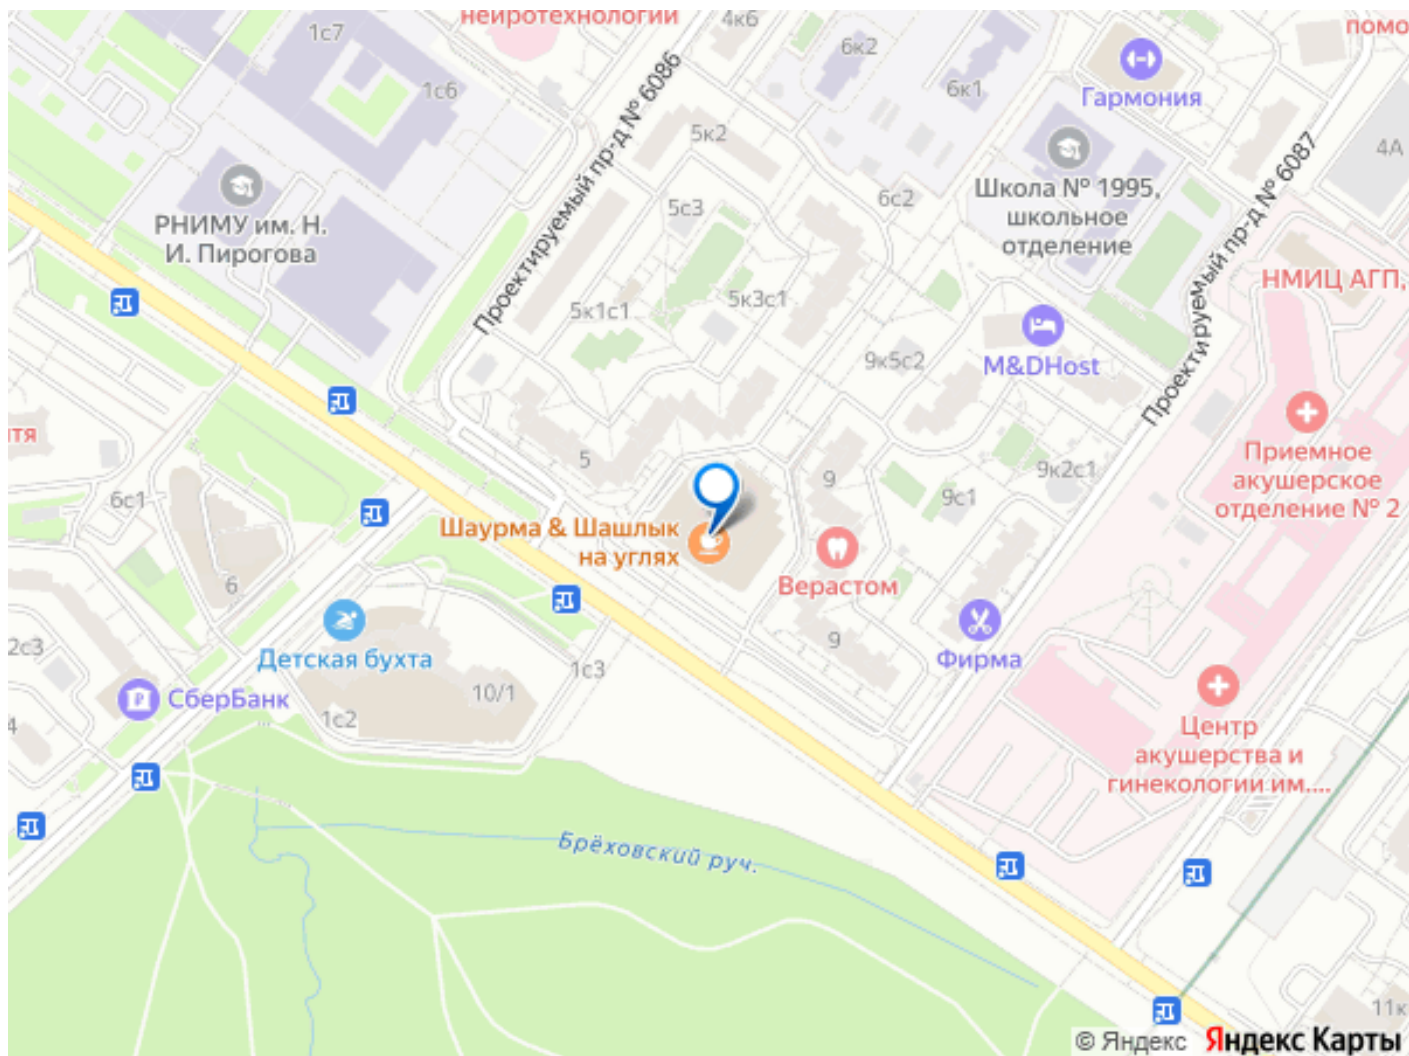 нейротехнологии
4к6
1с7
6к2
помо
Гармония
1с6
6к1
Проектируемый пр-д № 6086
5к2
4А
Проектируемый пр-д № 6087
Школа № 1995,
школьное
отделение
6с2
5с3
РНИМУ им. Н.
И. Пирогова
НМИЦ АГП,
5к3с1
5к1с1
9к5с2
M&DHost
тя
5
Приемное
акушерское
отделение № 2
9к2с1
9
9с1
6с1
Шаурма & Шашлык
на углях
Верастом
6
2с3
9
Фирма
Детская бухта
1с3
СберБанк
10/1
1с2
4
Центр
акушерства и
гинекологии им....
Брёховский руч.
11к
© Яндекс Яндекс Карты